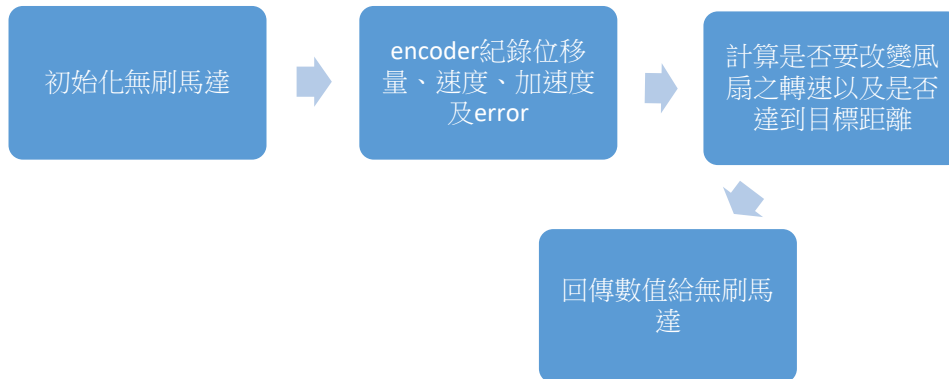 初始化無刷馬達
encoder紀錄位移
量、速度、加速度
及error
計算是否要改變風
扇之轉速以及是否
達到目標距離
回傳數值給無刷馬
達